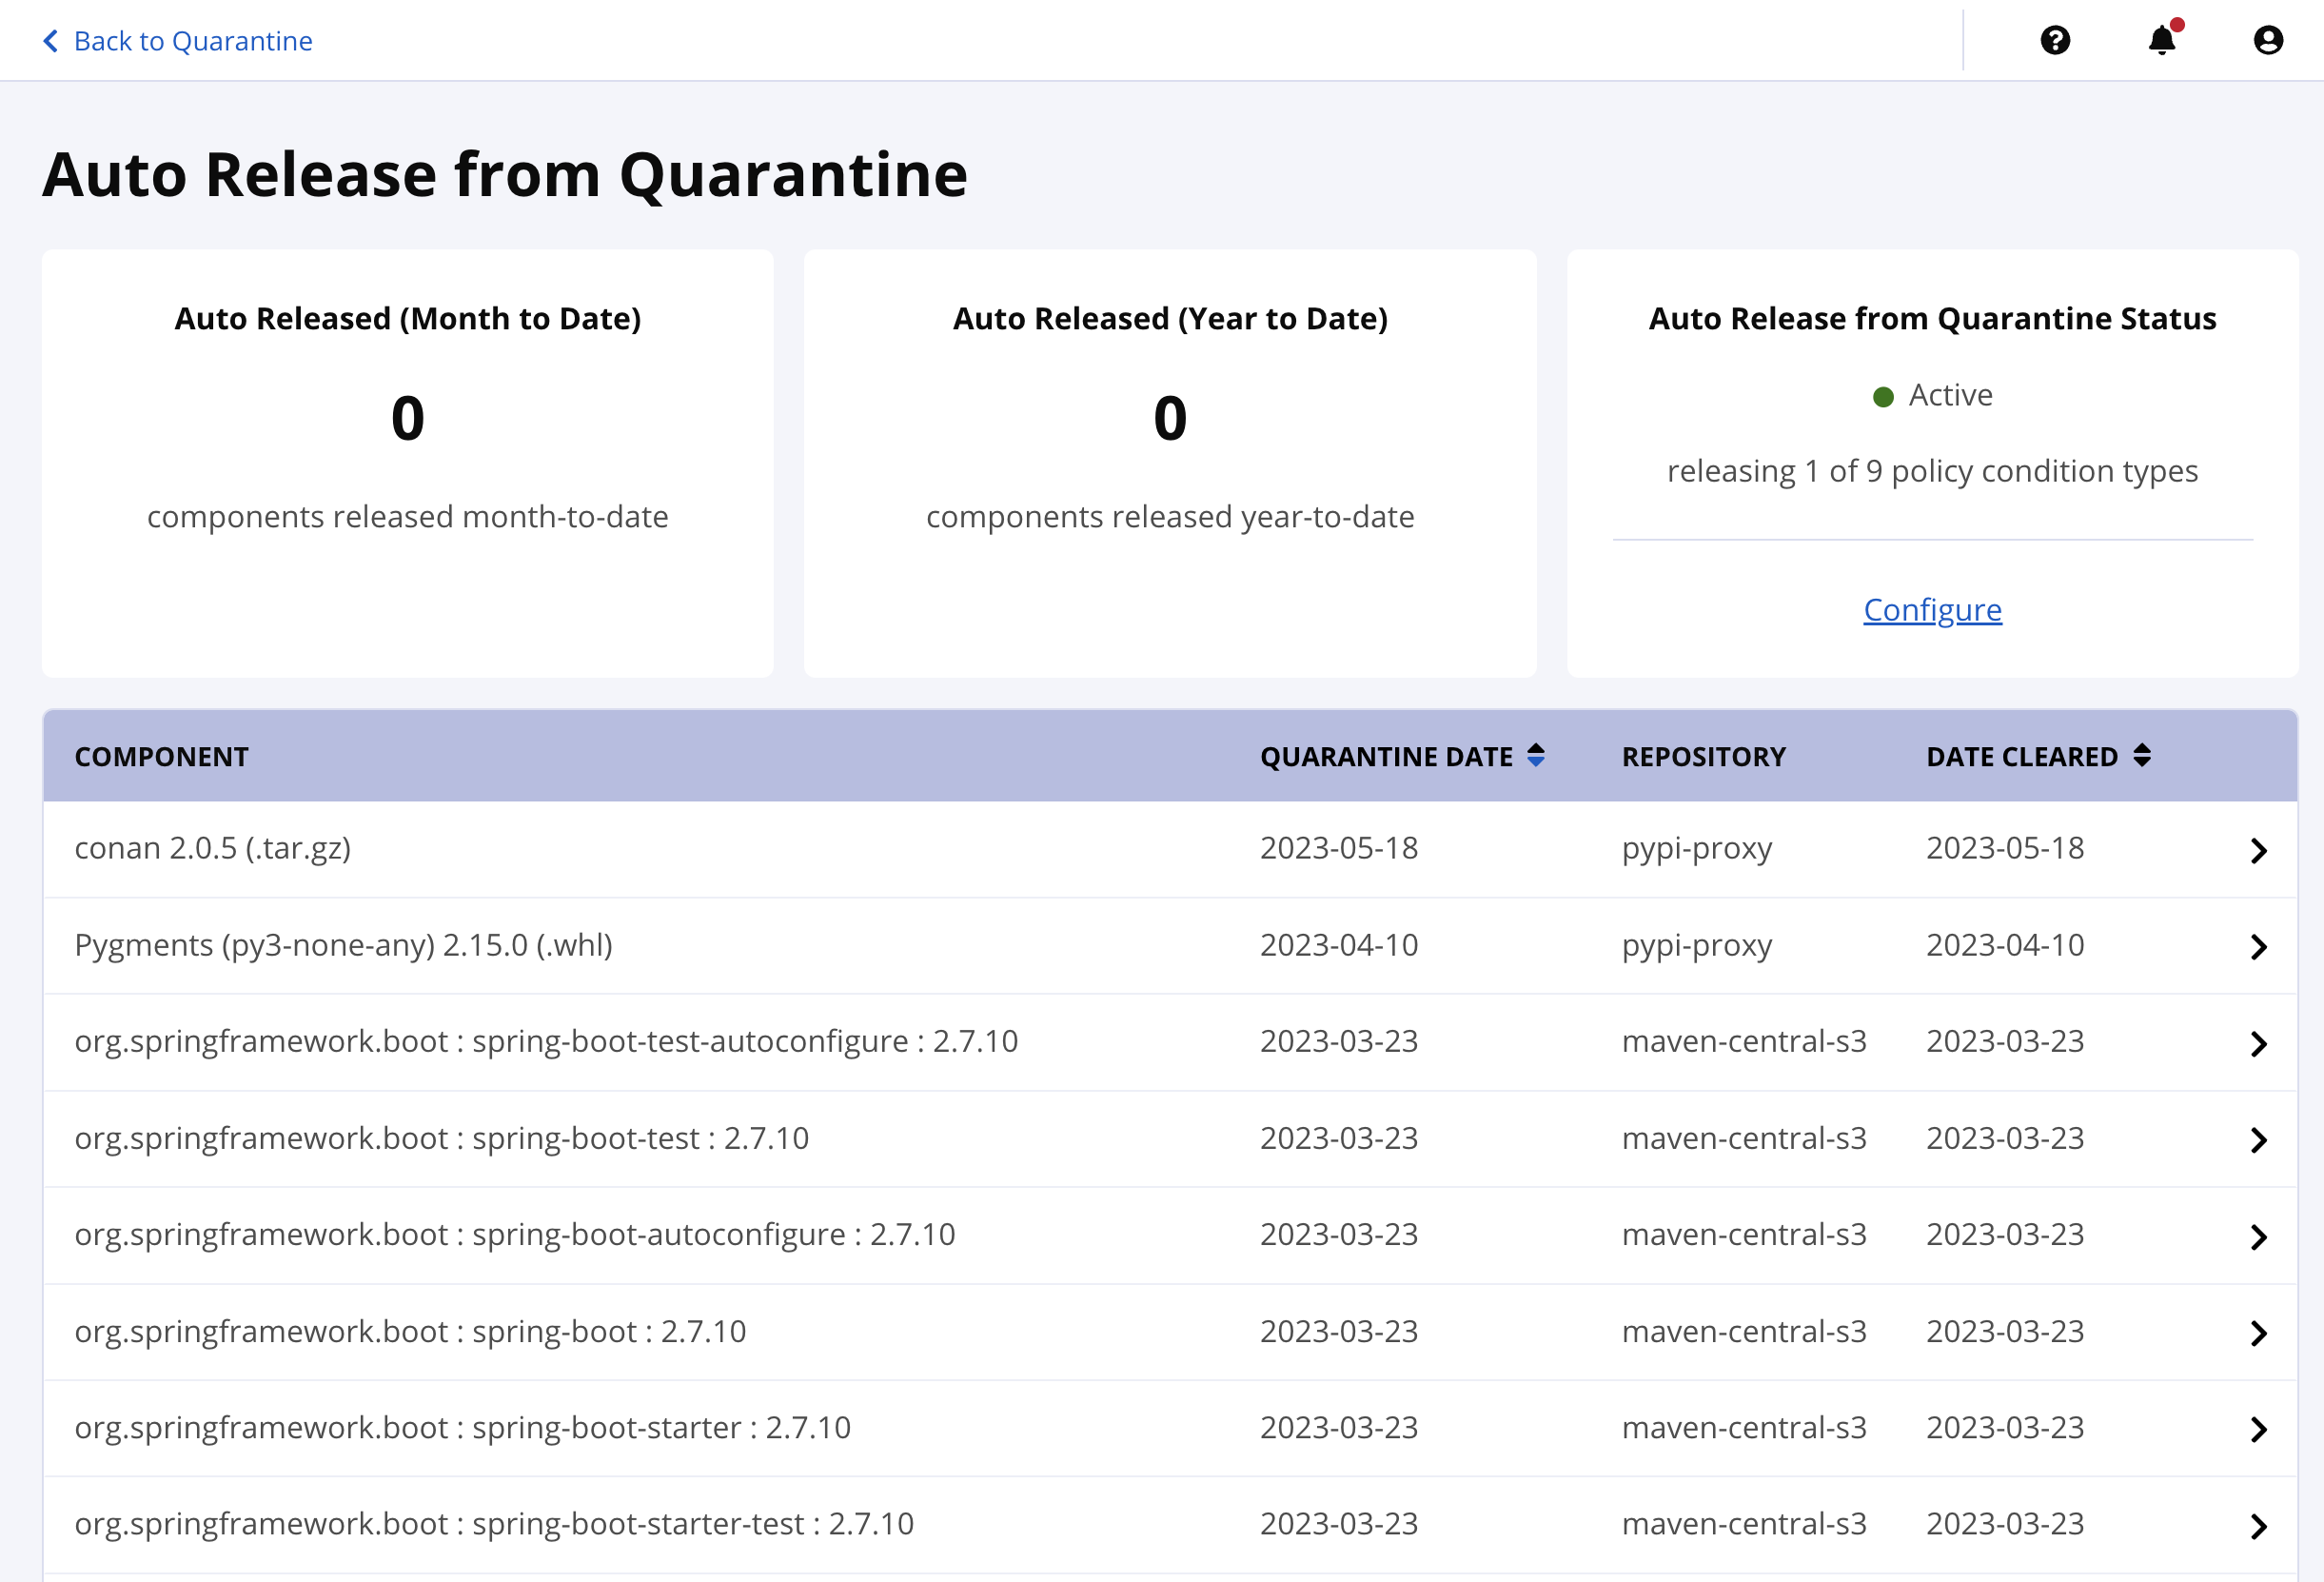 Back to Quarantine
Auto Release from Quarantine
Auto Released (Month to Date)
0
components released month-to-date
Auto Released (Year to Date)
0
components released year-to-date
Auto Release from Quarantine Status
Active
releasing 1 of 9 policy condition types
Configure
COMPONENT QUARANTINE DATE REPOSITORY DATE CLEARED
conan 2.0.5 (.tar.gz) 2023-05-18 pypi-proxy 2023-05-18
Pygments (py3-none-any) 2.15.0 (.whl) 2023-04-10 pypi-proxy 2023-04-10
org.springframework.boot : spring-boot-test-autoconfigure : 2.7.10 2023-03-23 maven-central-s3 2023-03-23
org.springframework.boot : spring-boot-test : 2.7.10 2023-03-23 maven-central-s3 2023-03-23
org.springframework.boot : spring-boot-autoconfigure : 2.7.10 2023-03-23 maven-central-s3 2023-03-23
org.springframework.boot : spring-boot : 2.7.10 2023-03-23 maven-central-s3 2023-03-23
org.springframework.boot : spring-boot-starter : 2.7.10 2023-03-23 maven-central-s3 2023-03-23
org.springframework.boot : spring-boot-starter-test : 2.7.10 2023-03-23 maven-central-s3 2023-03-23